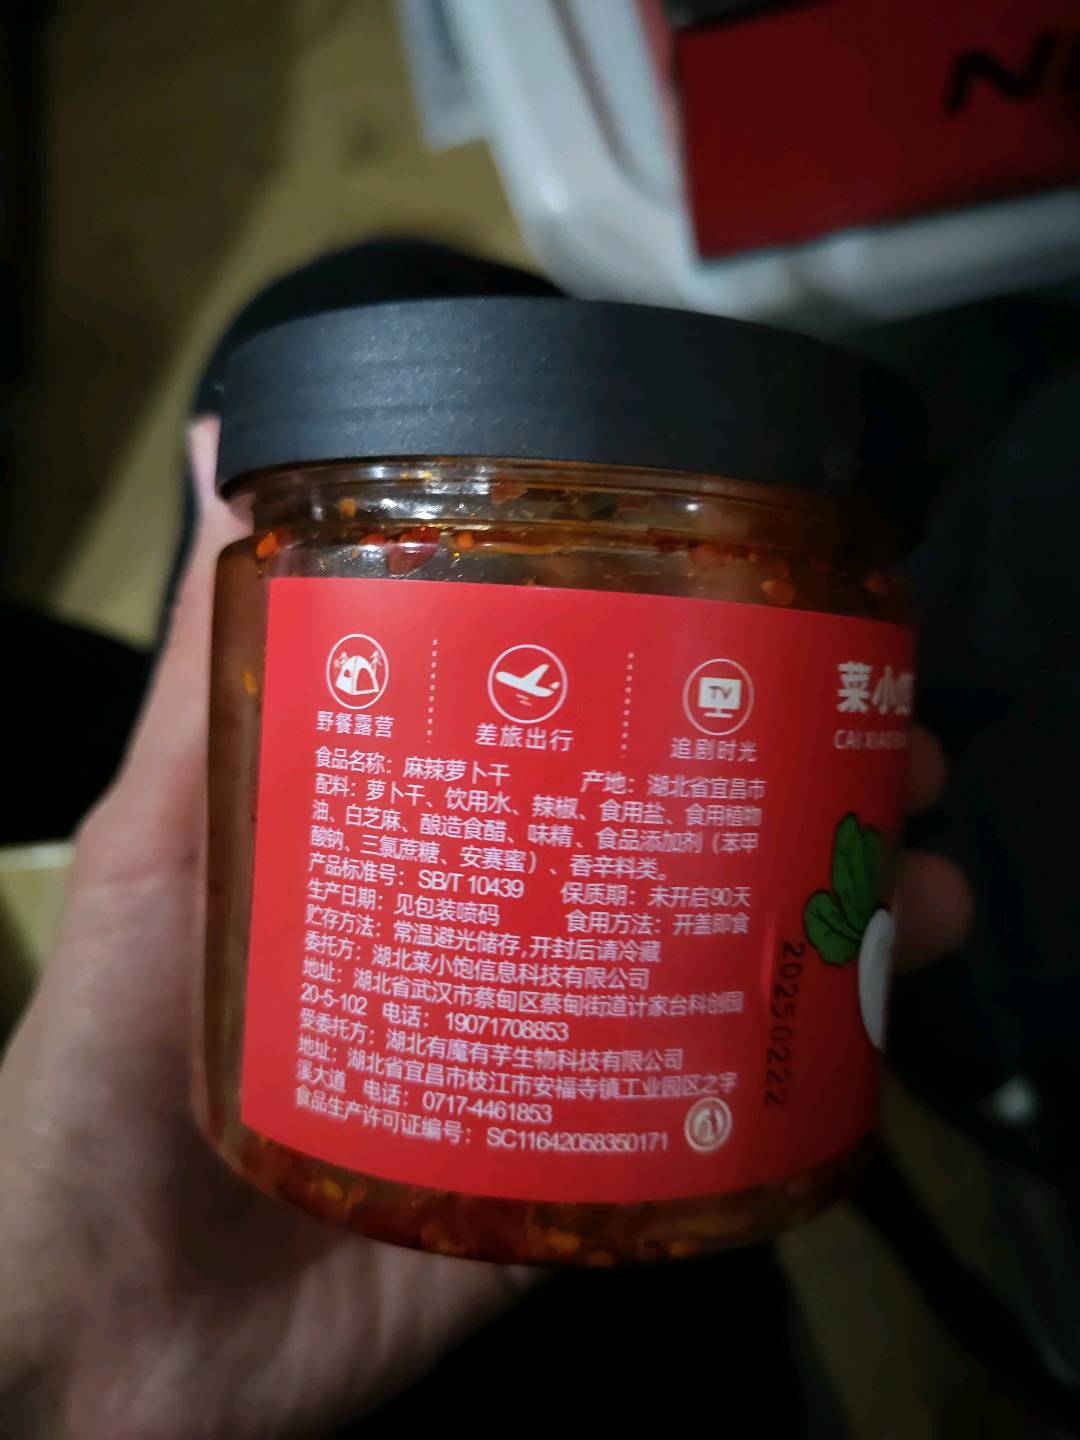 野餐露营
差旅出行
TV
追剧时光
食品名称：麻辣萝卜干 产地：湖北省宜昌市
配料：萝卜干、饮用水、辣椒、食用盐、食用植物
油、白芝麻、酿造食醋、味精、食品添加剂（苯甲
酸钠、三氯蔗糖、安赛蜜）、香辛料类。
产品标准号：SB/T 10439 保质期：未开启90天
生产日期：见包装喷码 食用方法：开盖即食
贮存方法：常温避光储存,开封后请冷藏
委托方：湖北菜小饱信息科技有限公司
地址：湖北省武汉市蔡甸区蔡甸街道计家台科创园
20-5-102 电话：19071708853
受委托方：湖北有魔有芋生物科技有限公司
地址：湖北省宜昌市枝江市安福寺镇工业园区之字
溪大道 电话：0717-4461853
食品生产许可证编号：SC11642058350171
菜小
CAI XIAO
20250222